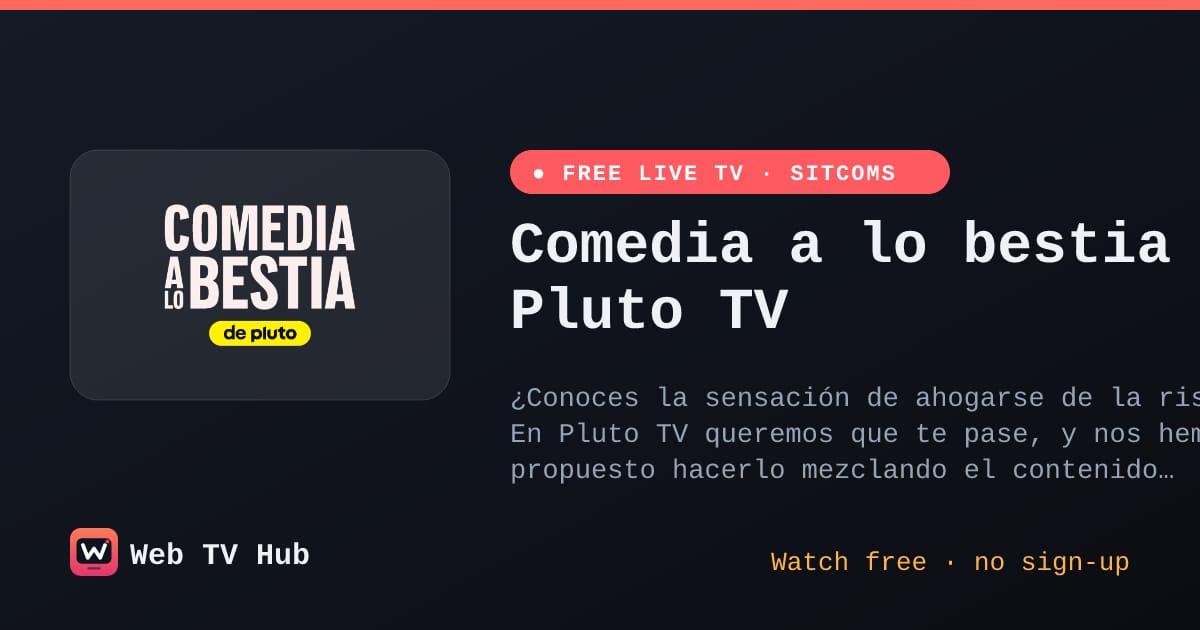 COMEDIA
A LO BESTIA
de pluto
• FREE LIVE TV · SITCOMS
Comedia a lo bestia
Pluto TV
¿Conoces la sensación de ahogarse de la
En Pluto TV queremos que te pase, y nos
propuesto hacerlo mezclando el contenido…
Web TV Hub
Watch free · no sign-up